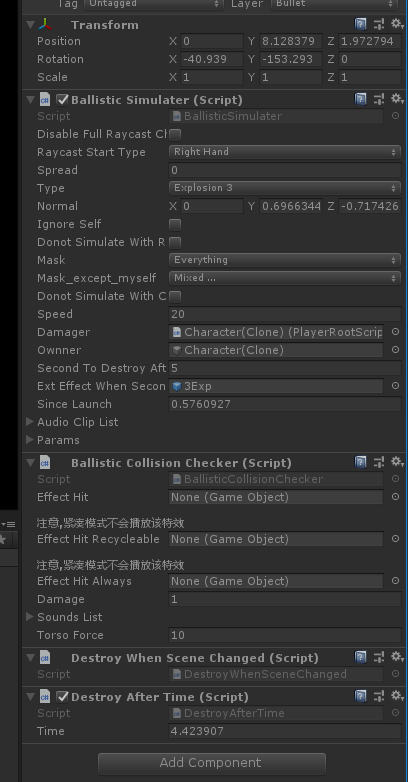 Tag Untagged Layer Bullet
Transform
Position X 0 Y 8.128379 Z 1.972794
Rotation X -40.939 Y -153.293 Z 0
Scale X 1 Y 1 Z 1
Ballistic Simulater (Script)
Script BallisticSimulater
Disable Full Raycast Ch
Raycast Start Type Right Hand
Spread 0
Type Explosion 3
Normal X 0 Y 0.6966344 Z -0.717426
Ignore Self
Donot Simulate With R
Mask Everything
Mask_except_myself Mixed ...
Donot Simulate With C
Speed 20
Damager Character(Clone) (PlayerRootScrip
Ownner Character(Clone)
Second To Destroy Aft 5
Ext Effect When Secon 3Exp
Since Launch 0.5760927
Audio Clip List
Params
Ballistic Collision Checker (Script)
Script BallisticCollisionChecker
Effect Hit None (Game Object)
注意,紧凑模式不会播放该特效
Effect Hit Recycleable None (Game Object)
注意,紧凑模式不会播放该特效
Effect Hit Always None (Game Object)
Damage 1
Sounds List
Torso Force 10
Destroy When Scene Changed (Script)
Script DestroyWhenSceneChanged
Destroy After Time (Script)
Script DestroyAfterTime
Time 4.423907
Add Component